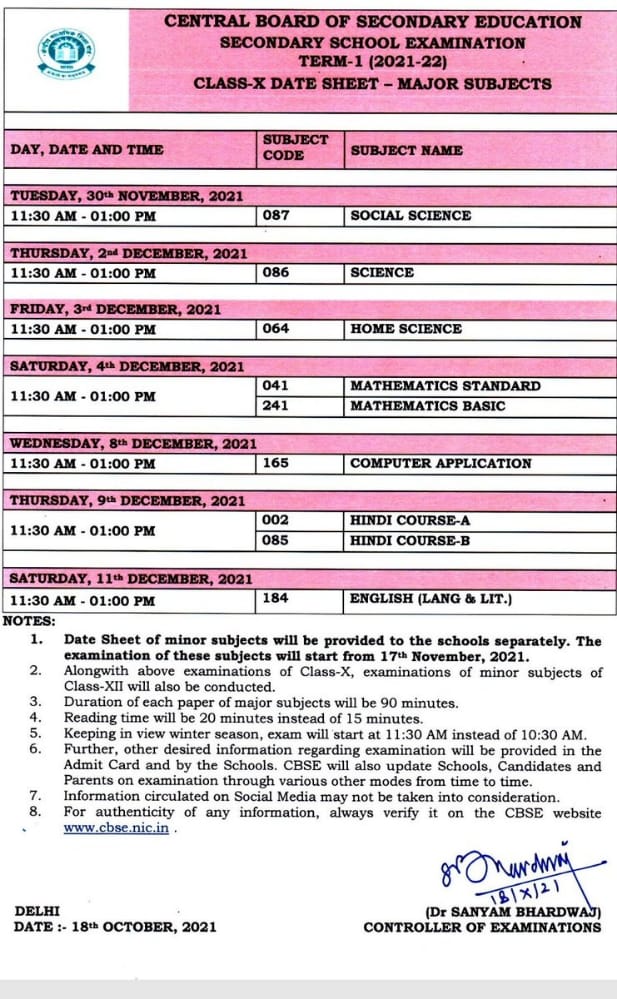 CENTRAL BOARD OF SECONDARY EDUCATION
SECONDARY SCHOOL EXAMINATION
TERM-1 (2021-22)
CLASS-X DATE SHEET – MAJOR SUBJECTS
DAY, DATE AND TIME SUBJECT CODE SUBJECT NAME
TUESDAY, 30th NOVEMBER, 2021
11:30 AM - 01:00 PM 087 SOCIAL SCIENCE
THURSDAY, 2nd DECEMBER, 2021
11:30 AM - 01:00 PM 086 SCIENCE
FRIDAY, 3rd DECEMBER, 2021
11:30 AM - 01:00 PM 064 HOME SCIENCE
SATURDAY, 4th DECEMBER, 2021
11:30 AM - 01:00 PM 041 MATHEMATICS STANDARD
241 MATHEMATICS BASIC
WEDNESDAY, 8th DECEMBER, 2021
11:30 AM - 01:00 PM 165 COMPUTER APPLICATION
THURSDAY, 9th DECEMBER, 2021
11:30 AM - 01:00 PM 002 HINDI COURSE-A
085 HINDI COURSE-B
SATURDAY, 11th DECEMBER, 2021
11:30 AM - 01:00 PM 184 ENGLISH (LANG & LIT.)
NOTES:
1. Date Sheet of minor subjects will be provided to the schools separately. The
examination of these subjects will start from 17th November, 2021.
2. Alongwith above examinations of Class-X, examinations of minor subjects of
Class-XII will also be conducted.
3. Duration of each paper of major subjects will be 90 minutes.
4. Reading time will be 20 minutes instead of 15 minutes.
5. Keeping in view winter season, exam will start at 11:30 AM instead of 10:30 AM.
6. Further, other desired information regarding examination will be provided in the
Admit Card and by the Schools. CBSE will also update Schools, Candidates and
Parents on examination through various other modes from time to time.
7. Information circulated on Social Media may not be taken into consideration.
8. For authenticity of any information, always verify it on the CBSE website
www.cbse.nic.in .
18/X/21
DELHI (Dr SANYAM BHARDWAJ)
DATE :- 18th OCTOBER, 2021 CONTROLLER OF EXAMINATIONS